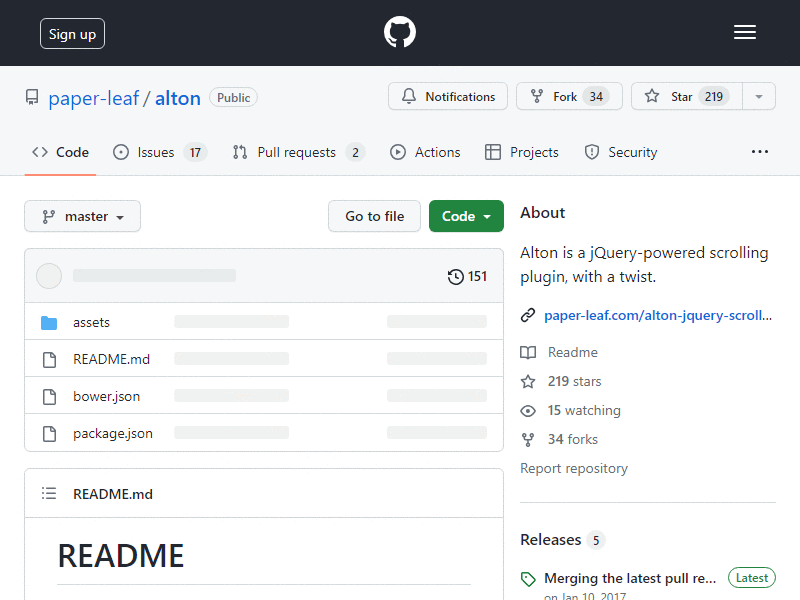 Sign up
paper-leaf / alton Public
Notifications Fork 34 Star 219
Code Issues 17 Pull requests 2 Actions Projects Security
master Go to file Code
151
assets
README.md
bower.json
package.json
README.md
README
About
Alton is a jQuery-powered scrolling
plugin, with a twist.
paper-leaf.com/alton-jquery-scroll...
Readme
219 stars
15 watching
34 forks
Report repository
Releases 5
Merging the latest pull re... Latest
on Jan 10, 2017